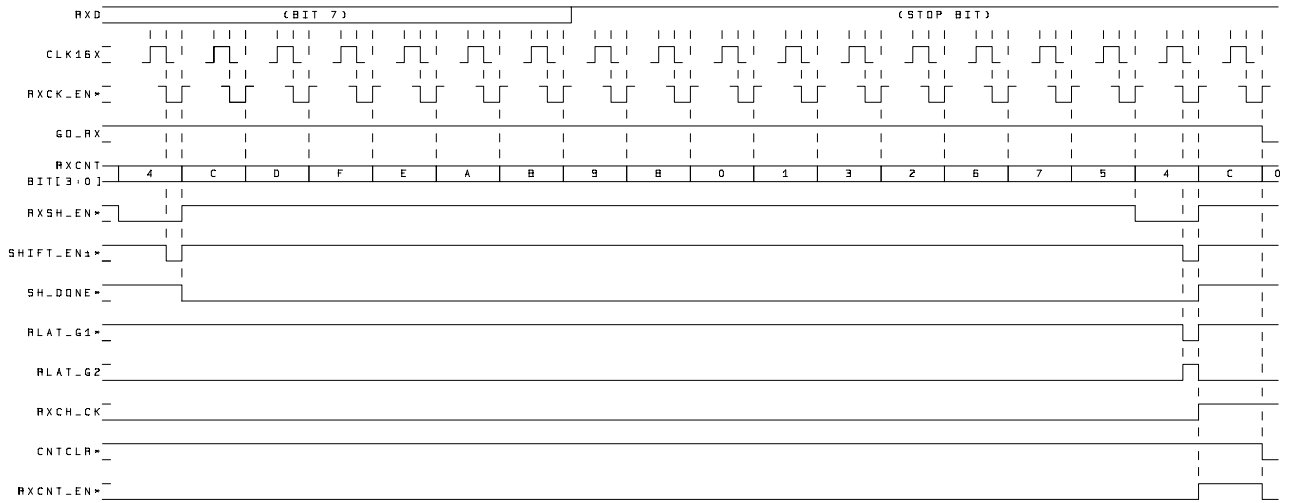 RXD (BIT 7) (STOP BIT)
CLK16X
RXCK_EN*
GO_RX
RXCNT
BIT[3:0] 4 C D F E A B 9 8 0 1 3 2 6 7 5 4 C 0
RXSH_EN*
SHIFT_EN1*
SH_DONE*
RLAT_G1*
RLAT_G2
RXCH_CK
CNTCLR*
RXCNT_EN*